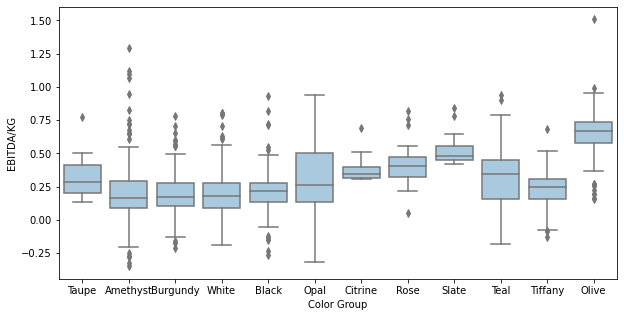 1.50
1.25
1.00
0.75
0.50
0.25
0.00
−0.25
EBITDA/KG
Taupe Amethyst Burgundy White Black Opal Citrine Rose Slate Teal Tiffany Olive
Color Group